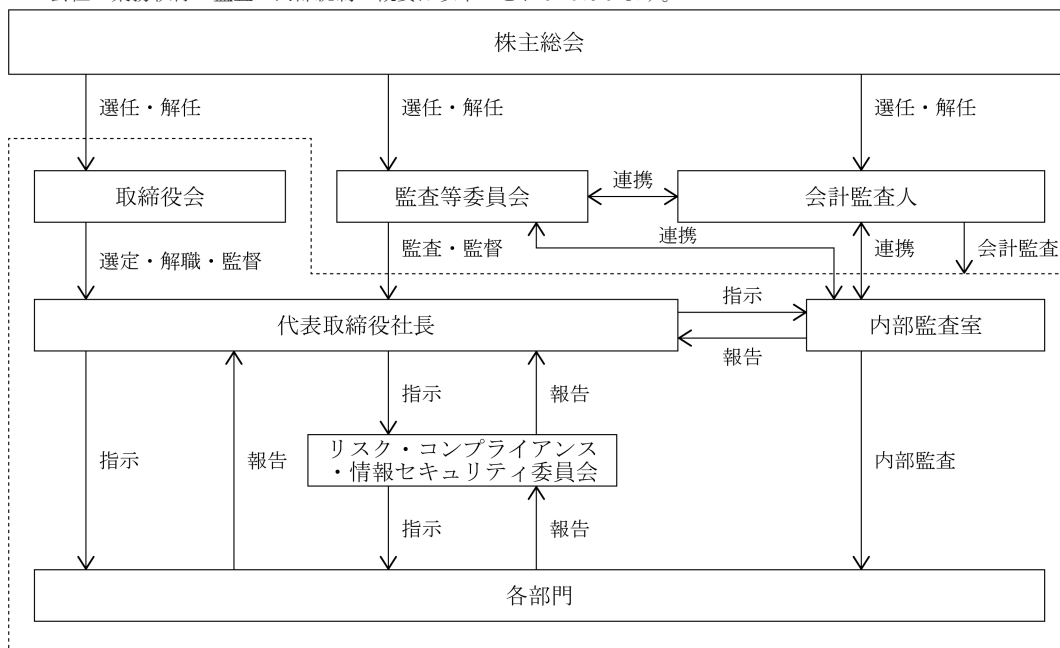 株主総会
選任・解任
選任・解任
選任・解任
取締役会
監査等委員会
連携
会計監査人
選定・解職・監督
監査・監督
連携
連携
会計監査
代表取締役社長
指示
報告
内部監査室
指示
報告
リスク・コンプライアンス
・情報セキュリティ委員会
指示
報告
内部監査
指示
報告
各部門